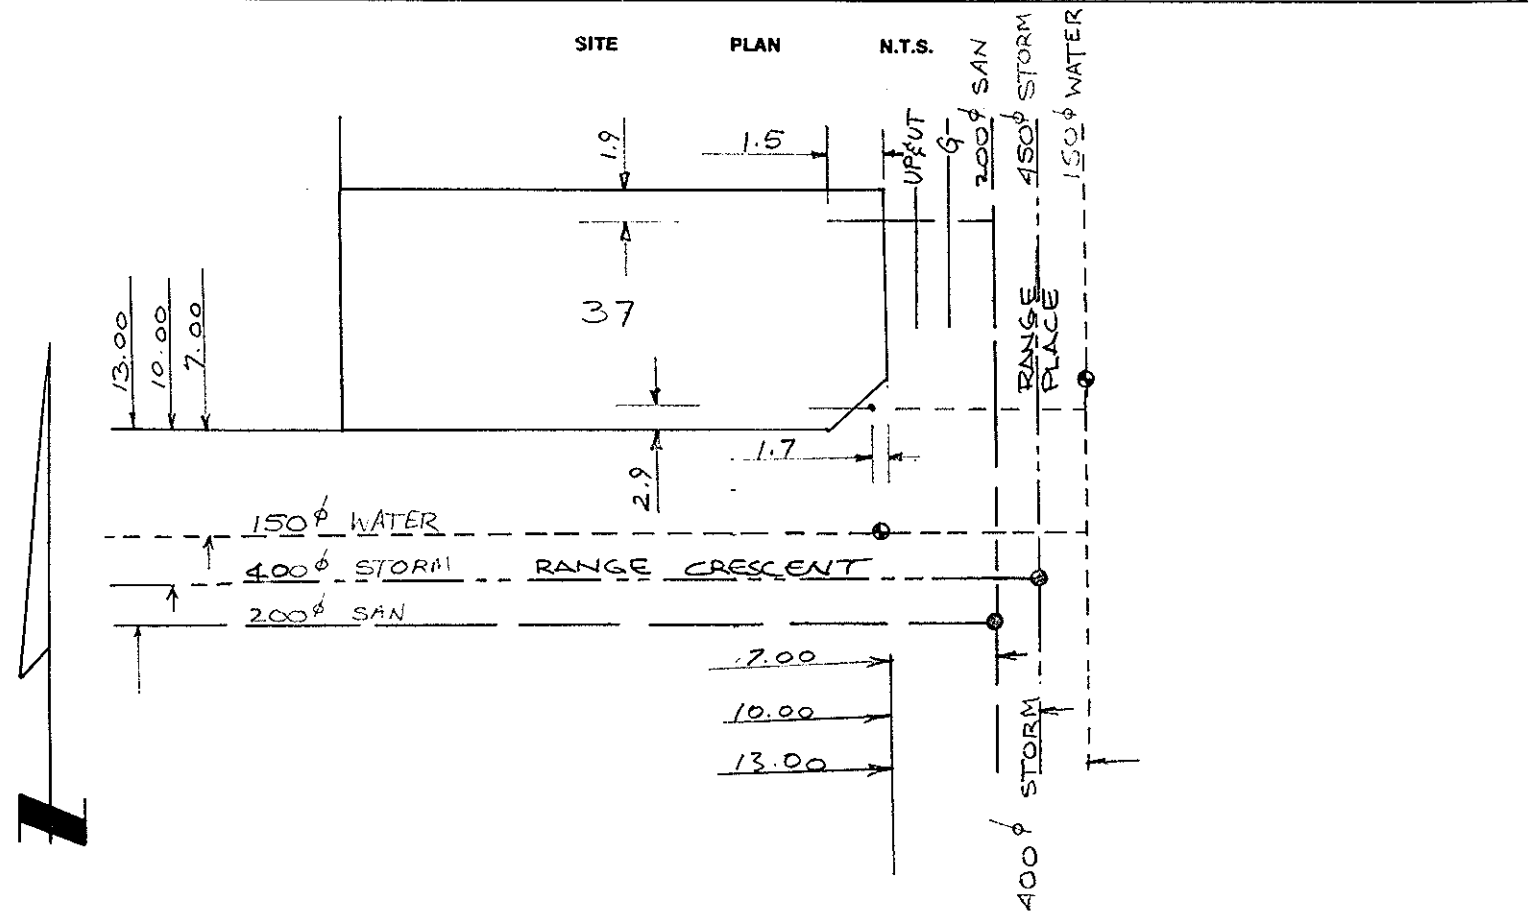 SITE PLAN N.T.S.
200φ SAN
450φ STORM
150φ WATER
UP&UT
G
1.9
1.5
37
13.00
10.00
7.00
RANGE
PLACE
1.7
2.9
150φ WATER
400φ STORM RANGE CRESCENT
200φ SAN
7.00
10.00
13.00
400φ STORM